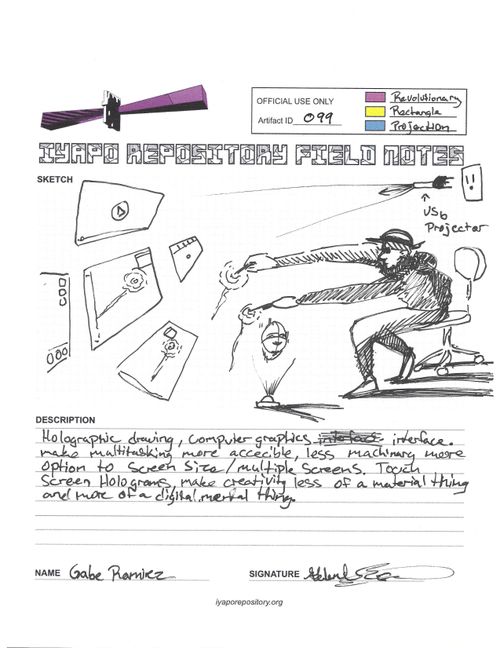 OFFICIAL USE ONLY
Artifact ID 099
Revolutionary
Rectangle
Projection
IYAPO REPOSITORY FIELD NOTES
SKETCH
!!
USb
Projector
DESCRIPTION
Holographic drawing, Computer graphics interface.
make multitasking more accecible, less machinary more
option to Screen Size/multiple Screens. Touch
Screen Holograms, make creativity less of a material thing
and more of a digital, mental thing.
NAME Gabe Ramirez
SIGNATURE
iyaporepository.org